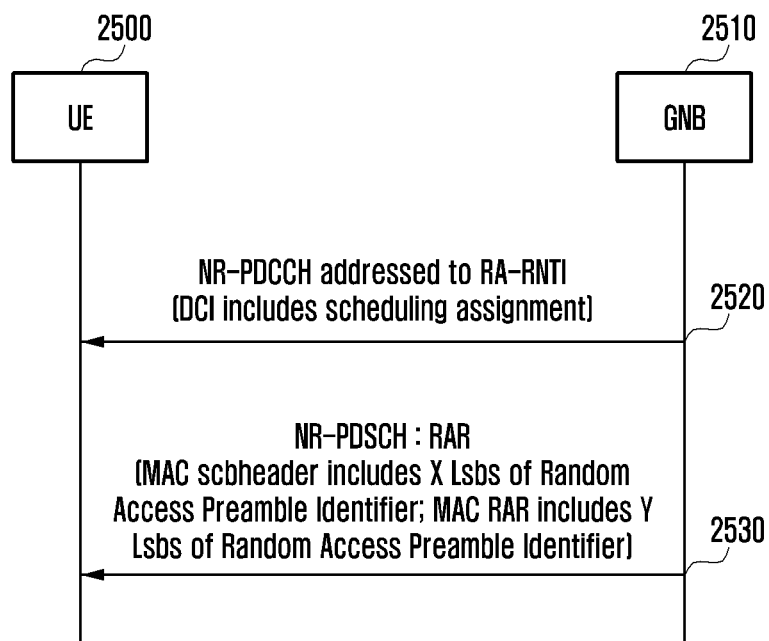 2500
2510
UE
GNB
NR-PDCCH addressed to RA-RNTI
(DCI includes scheduling assignment)
2520
NR-PDSCH : RAR
(MAC scbheader includes X Lsbs of Random
Access Preamble Identifier; MAC RAR includes Y
Lsbs of Random Access Preamble Identifier)
2530